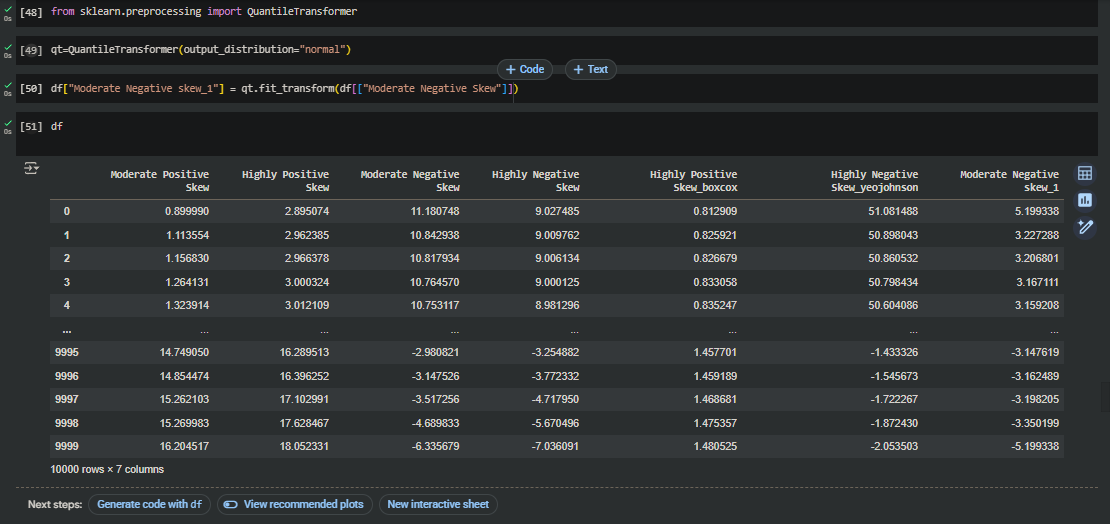 [48] from sklearn.preprocessing import QuantileTransformer
0s
[49] qt=QuantileTransformer(output_distribution="normal")
0s
+ Code + Text
[50] df["Moderate Negative skew_1"] = qt.fit_transform(df[["Moderate Negative Skew"]])
0s
[51] df
0s
Moderate Positive Highly Positive Moderate Negative Highly Negative Highly Positive Highly Negative Moderate Negative
Skew Skew Skew Skew Skew_boxcox Skew_yeojohnson skew_1
0 0.899990 2.895074 11.180748 9.027485 0.812909 51.081488 5.199338
1 1.113554 2.962385 10.842938 9.009762 0.825921 50.898043 3.227288
2 1.156830 2.966378 10.817934 9.006134 0.826679 50.860532 3.206801
3 1.264131 3.000324 10.764570 9.000125 0.833058 50.798434 3.167111
4 1.323914 3.012109 10.753117 8.981296 0.835247 50.604086 3.159208
... ... ... ... ... ... ... ...
9995 14.749050 16.289513 -2.980821 -3.254882 1.457701 -1.433326 -3.147619
9996 14.854474 16.396252 -3.147526 -3.772332 1.459189 -1.545673 -3.162489
9997 15.262103 17.102991 -3.517256 -4.717950 1.468681 -1.722267 -3.198205
9998 15.269983 17.628467 -4.689833 -5.670496 1.475357 -1.872430 -3.350199
9999 16.204517 18.052331 -6.335679 -7.036091 1.480525 -2.053503 -5.199338
10000 rows × 7 columns
Next steps: Generate code with df View recommended plots New interactive sheet